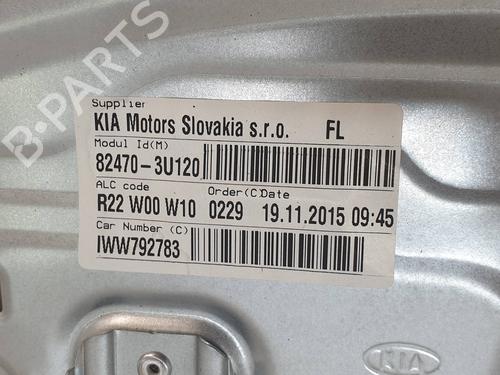 B-PARTS
Supplier
KIA Motors Slovakia s.r.o. FL
Modul Id(M)
82470-3U120
ALC code Order(C)Date
R22 W00 W10 0229 19.11.2015 09:45
Car Number (C)
IWW792783
KIA